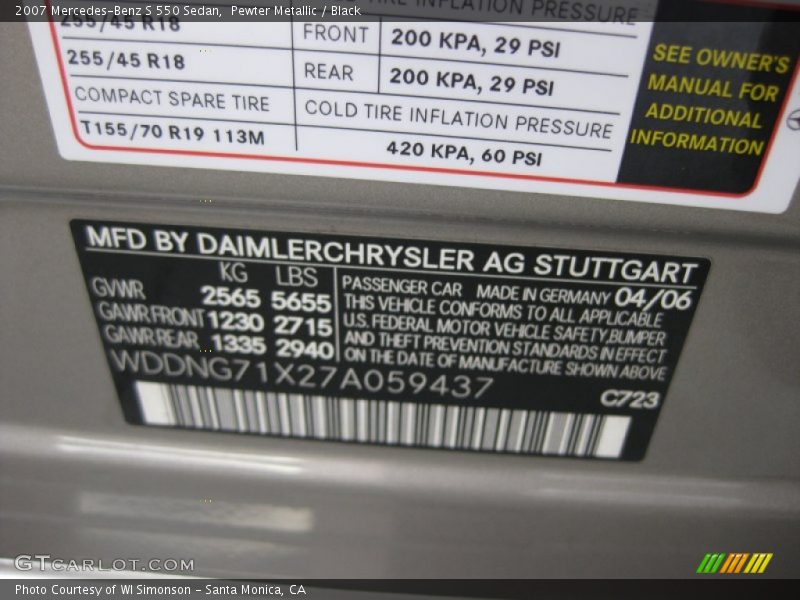 2007 Mercedes-Benz S 550 Sedan,  Pewter Metallic / Black
TIRE INFLATION PRESSURE
255/45 R18 FRONT 200 KPA, 29 PSI
255/45 R18 REAR 200 KPA, 29 PSI
COMPACT SPARE TIRE COLD TIRE INFLATION PRESSURE
T155/70 R19 113M 420 KPA, 60 PSI
SEE OWNER'S
MANUAL FOR
ADDITIONAL
INFORMATION
MFD BY DAIMLERCHRYSLER AG STUTTGART
KG LBS
GVWR 2565 5655
GAWR FRONT 1230 2715
GAWR REAR 1335 2940
PASSENGER CAR MADE IN GERMANY 04/06
THIS VEHICLE CONFORMS TO ALL APPLICABLE
U.S. FEDERAL MOTOR VEHICLE SAFETY, BUMPER
AND THEFT PREVENTION STANDARDS IN EFFECT
ON THE DATE OF MANUFACTURE SHOWN ABOVE
WDDNG71X27A059437
C723
GTCARLOT.COM
Photo Courtesy of WI Simonson – Santa Monica, CA